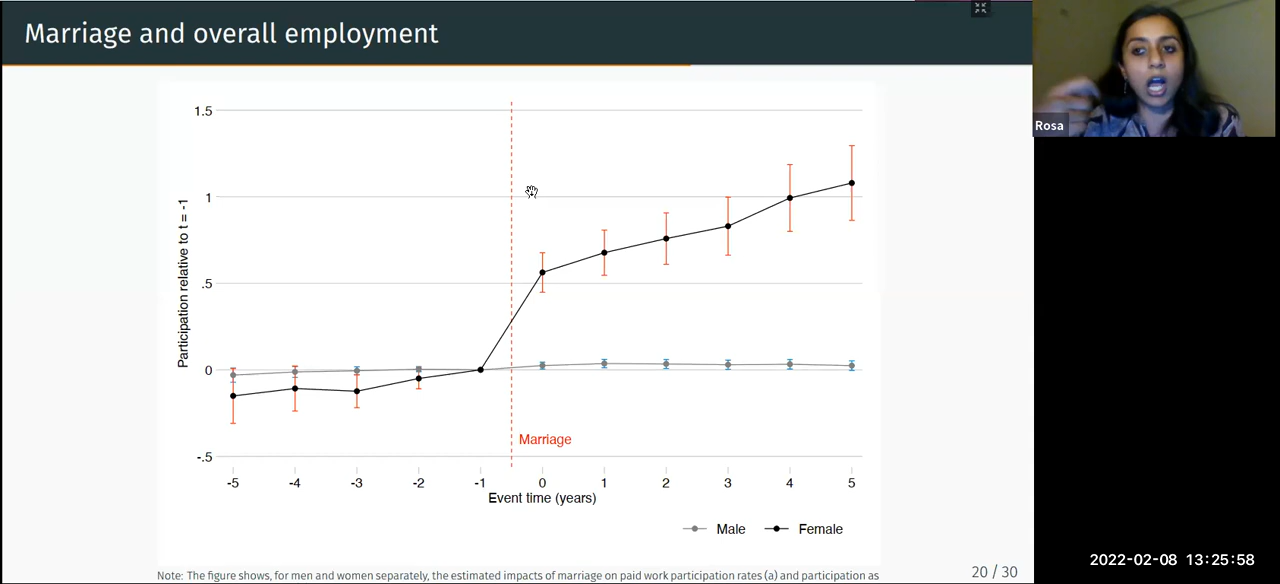 Marriage and overall employment
Rosa
1.5
1
.5
0
-.5
Participation relative to t = -1
Marriage
-5 -4 -3 -2 -1 0 1 2 3 4 5
Event time (years)
Male Female
Note: The figure shows, for men and women separately, the estimated impacts of marriage on paid work participation rates (a) and participation as
20 / 30
2022-02-08 13:25:58